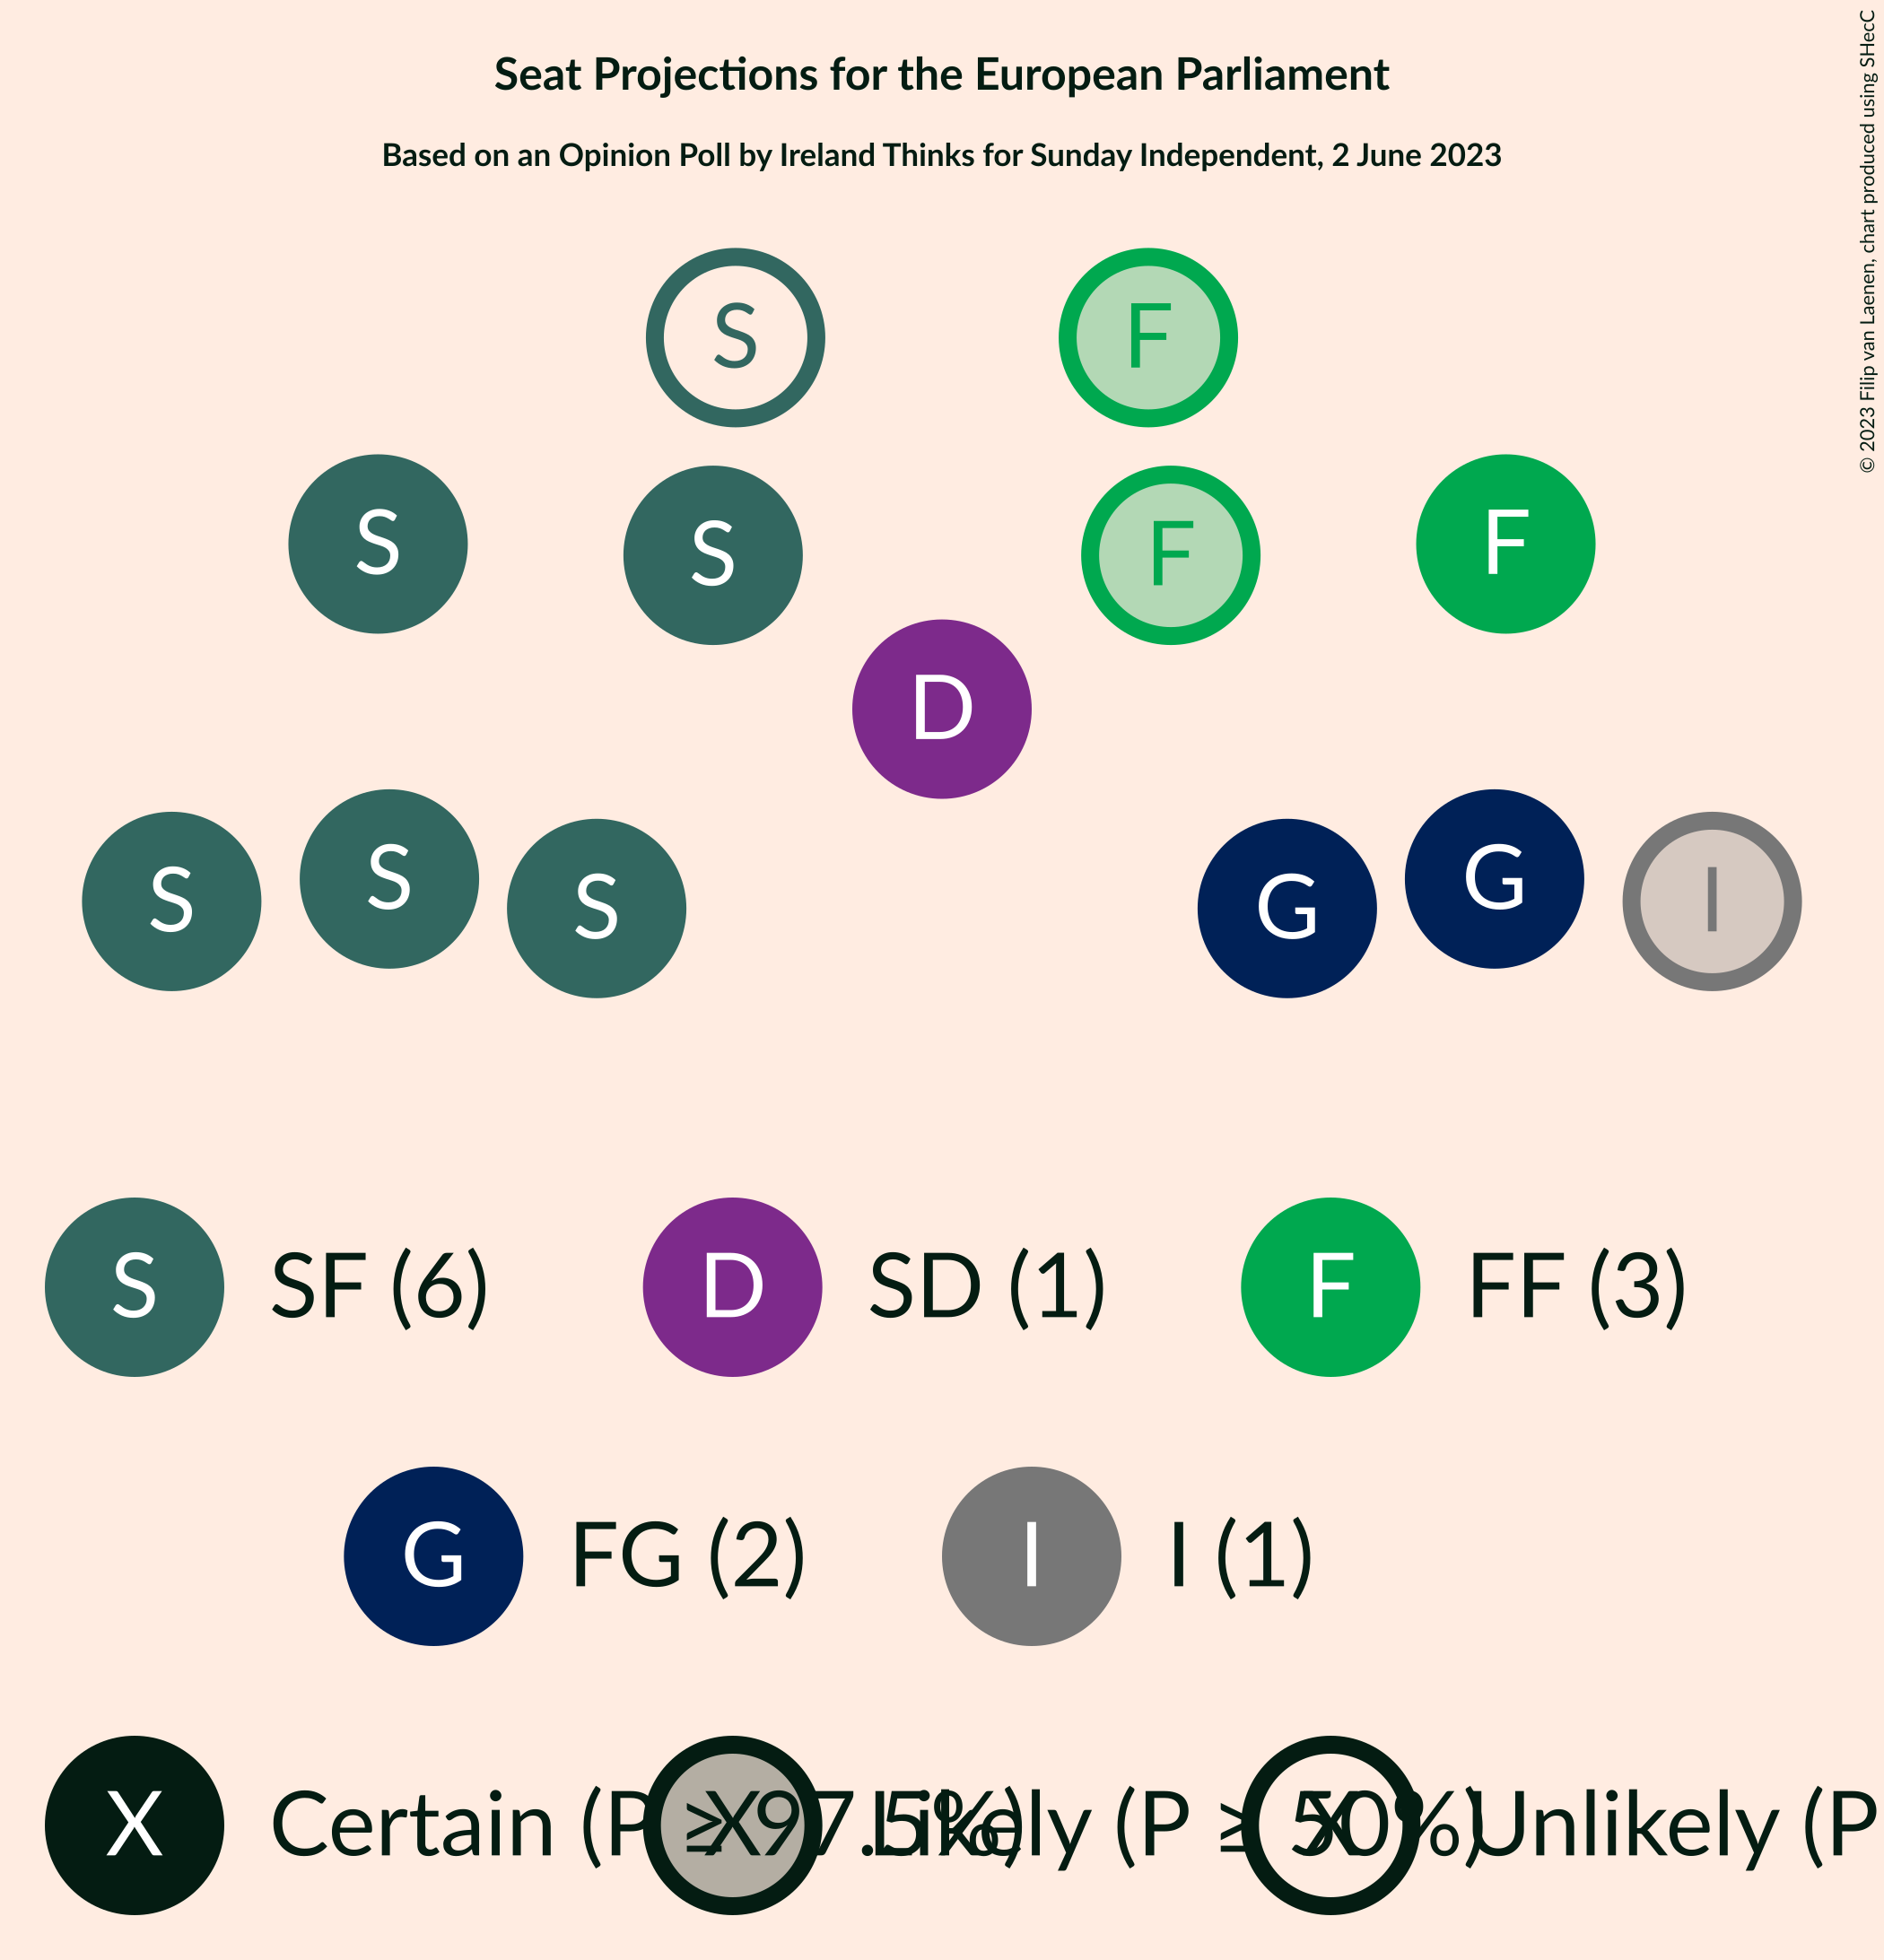 Seat Projections for the European Parliament
Based on an Opinion Poll by Ireland Thinks for Sunday Independent, 2 June 2023
© 2023 Filip van Laenen, chart produced using SHecC
S F
S S F F
D
S S S G G I
S SF (6) D SD (1) F FF (3)
G FG (2) I I (1)
X Certain (P ≥ 97.5%) X Likely (P ≥ 50%) X Unlikely (P